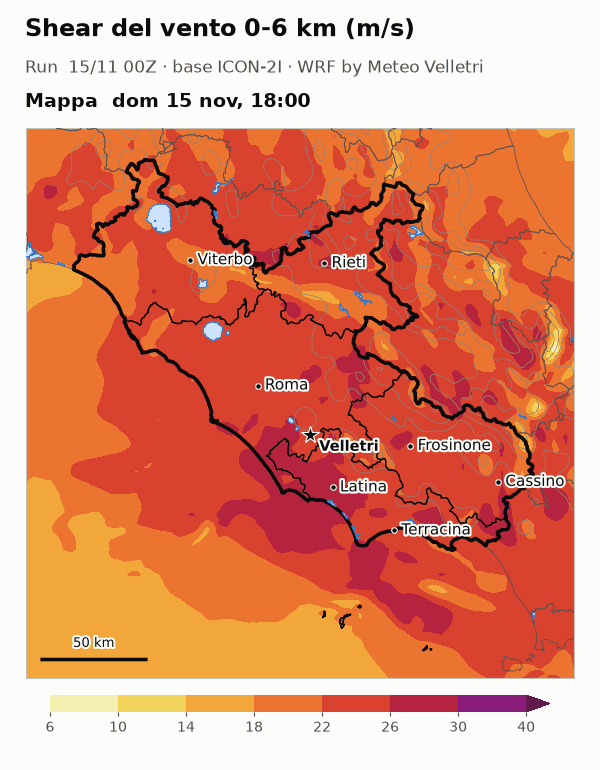 Shear del vento 0-6 km (m/s)
Run 15/11 00Z · base ICON-2I · WRF by Meteo Velletri
Mappa dom 15 nov, 18:00
Viterbo
Rieti
Roma
Velletri
Frosinone
Cassino
Latina
Terracina
50 km
6 10 14 18 22 26 30 40